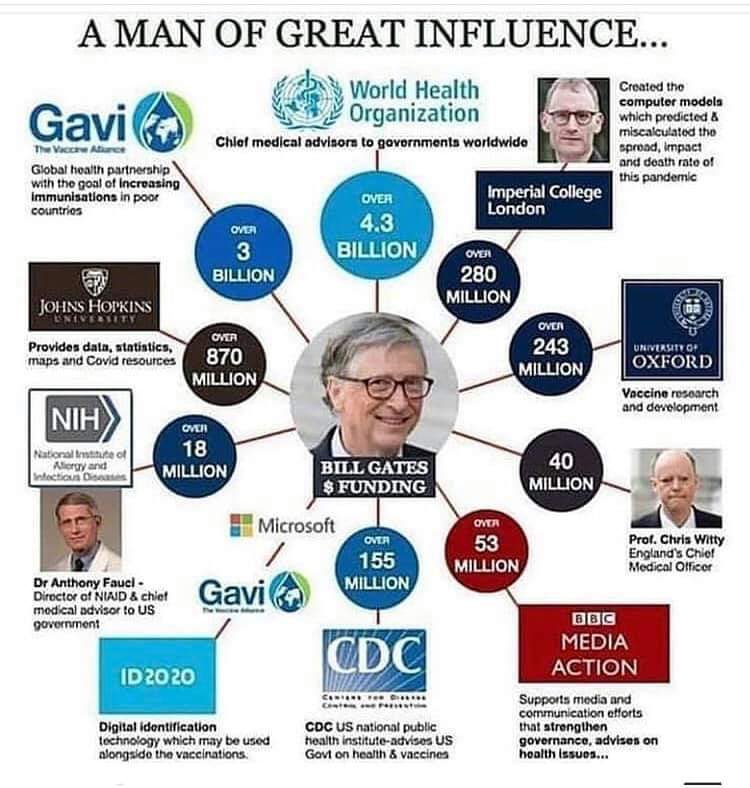 A MAN OF GREAT INFLUENCE...
Gavi
The Vaccine Alliance
Global health partnership
with the goal of increasing
immunisations in poor
countries
World Health
Organization
Chief medical advisors to governments worldwide
Created the
computer models
which predicted &
miscalculated the
spread, impact
and death rate of
this pandemic
Imperial College
London
OVER
3
BILLION
OVER
4.3
BILLION
OVER
280
MILLION
JOHNS HOPKINS
UNIVERSITY
Provides data, statistics,
maps and Covid resources
OVER
870
MILLION
OVER
243
MILLION
UNIVERSITY OF
OXFORD
Vaccine research
and development
NIH
National Institute of
Allergy and
Infectious Diseases
OVER
18
MILLION
BILL GATES
$ FUNDING
40
MILLION
Prof. Chris Witty
England's Chief
Medical Officer
Dr Anthony Fauci -
Director of NIAID & chief
medical advisor to US
government
Microsoft
Gavi
The Vaccine Alliance
OVER
155
MILLION
OVER
53
MILLION
ID2020
Digital identification
technology which may be used
alongside the vaccinations.
CDC
CENTERS FOR DISEASE
CONTROL AND PREVENTION
CDC US national public
health institute-advises US
Govt on health & vaccines
BBC
MEDIA
ACTION
Supports media and
communication efforts
that strengthen
governance, advises on
health issues...